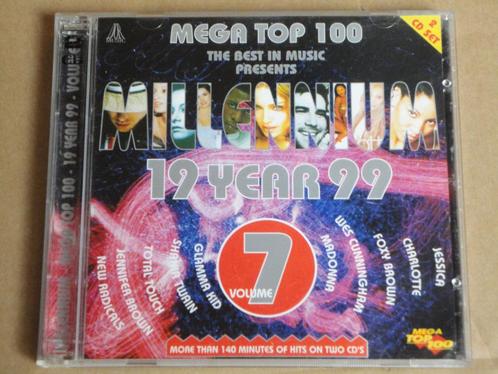 MUSIC
MEGA TOP 100
2 CD SET
THE BEST IN MUSIC
PRESENTS
MILLENNIUM
19 YEAR 99
NEW RADICALS
JENNIFER BROWN
TOTAL TOUCH
SHANIA TWAIN
GLAMMA KID
7
VOLUME
MADONNA
WES CUNNINGHAM
FOXY BROWN
CHARLOTTE
JESSICA
MORE THAN 140 MINUTES OF HITS ON TWO CD'S
MEGA
TOP
100
TOP 100 - 19 YEAR 99 - VOLUME